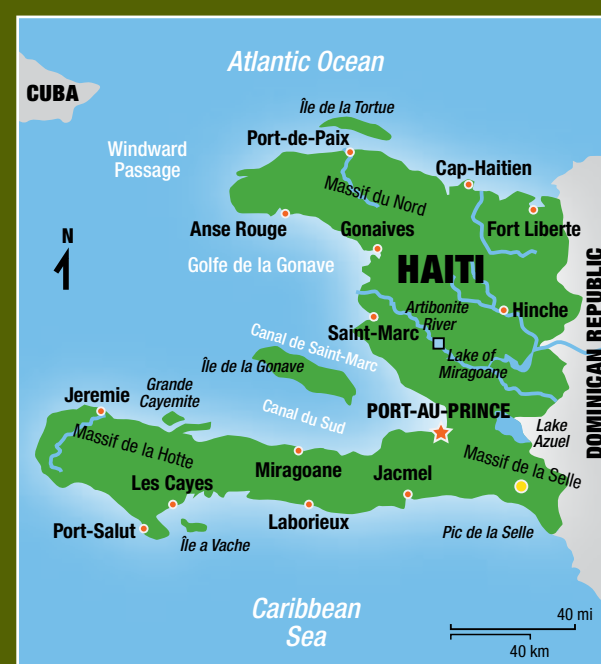 Atlantic Ocean
CUBA
Île de la Tortue
Port-de-Paix
Windward
Passage
Cap-Haitien
Massif du Nord
Anse Rouge
Gonaives
Fort Liberte
N
Golfe de la Gonave
HAITI
Artibonite
River
Hinche
Saint-Marc
Canal de Saint-Marc
Lake of
Miragoane
DOMINICAN REPUBLIC
Île de la Gonave
Grande
Cayemite
Jeremie
Canal du Sud
PORT-AU-PRINCE
Lake
Azuel
Massif de la Hotte
Miragoane
Jacmel
Massif de la Selle
Les Cayes
Port-Salut
Laborieux
Île a Vache
Pic de la Selle
Caribbean
Sea
40 mi
40 km